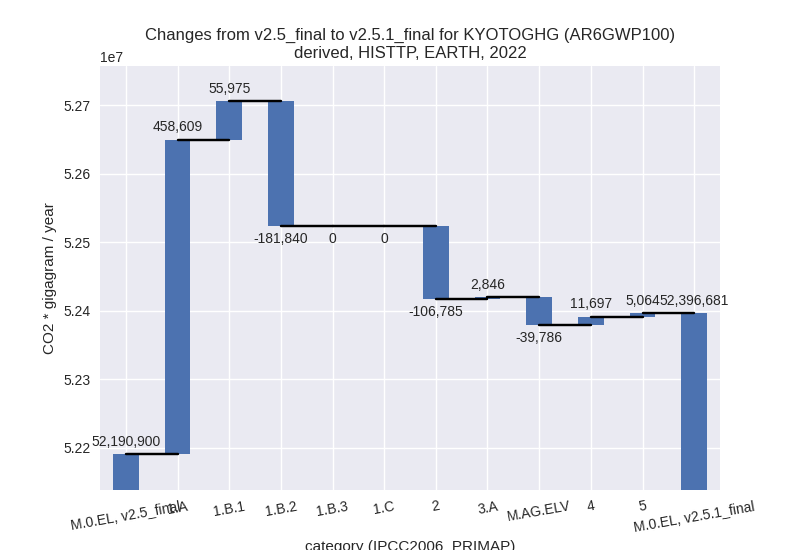 Changes from v2.5_final to v2.5.1_final for KYOTOGHG (AR6GWP100)
derived, HISTTP, EARTH, 2022
1e7
5.27
5.26
5.25
5.24
5.23
5.22
CO2 * gigagram / year
52,190,900
458,609
55,975
-181,840
0
0
-106,785
2,846
-39,786
11,697
5,064
52,396,681
M.0.EL, v2.5_final
1.A
1.B.1
1.B.2
1.B.3
1.C
2
3.A
M.AG.ELV
4
5
M.0.EL, v2.5.1_final
category (IPCC2006_PRIMAP)